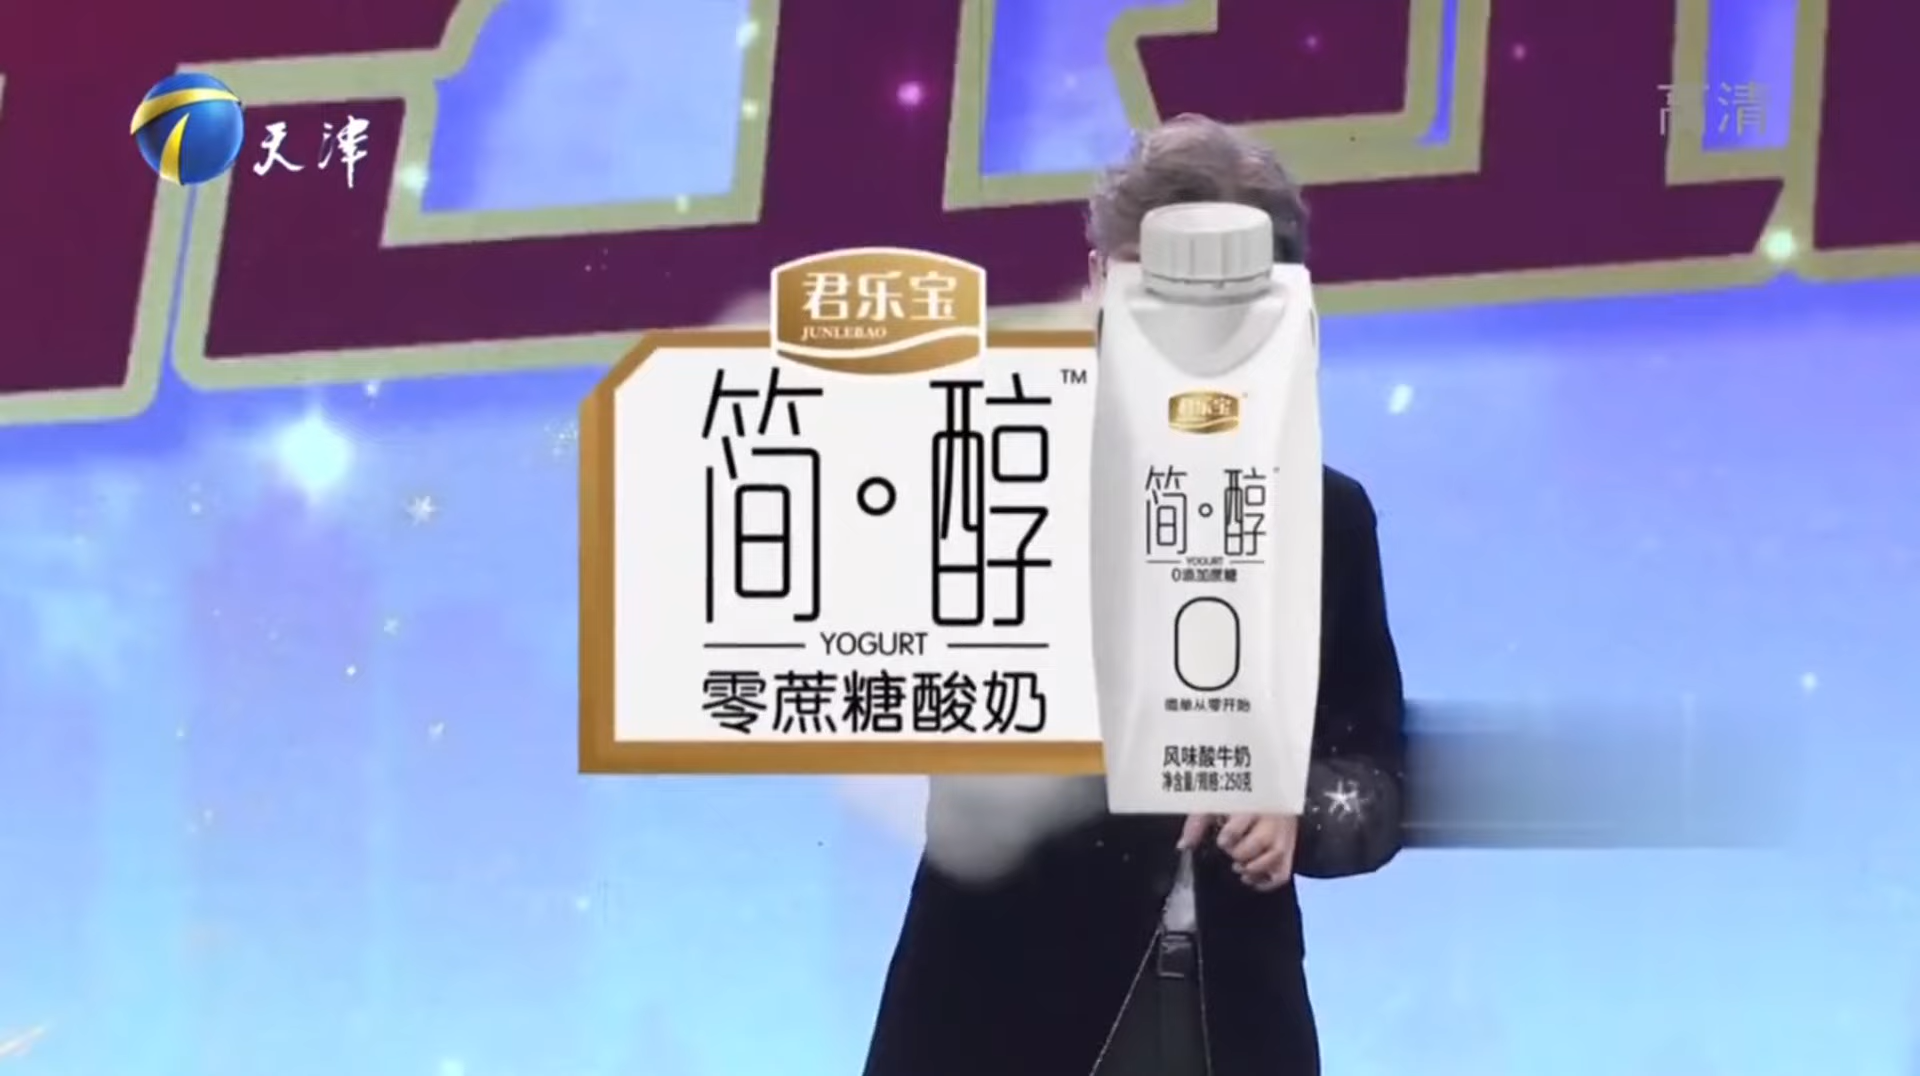 天津
高清
君乐宝
JUNLEBAO
简·醇
TM
YOGURT
零蔗糖酸奶
君乐宝
简·醇
YOGURT
0添加蔗糖
0
简单从零开始
风味酸牛奶
净含量/规格:250克